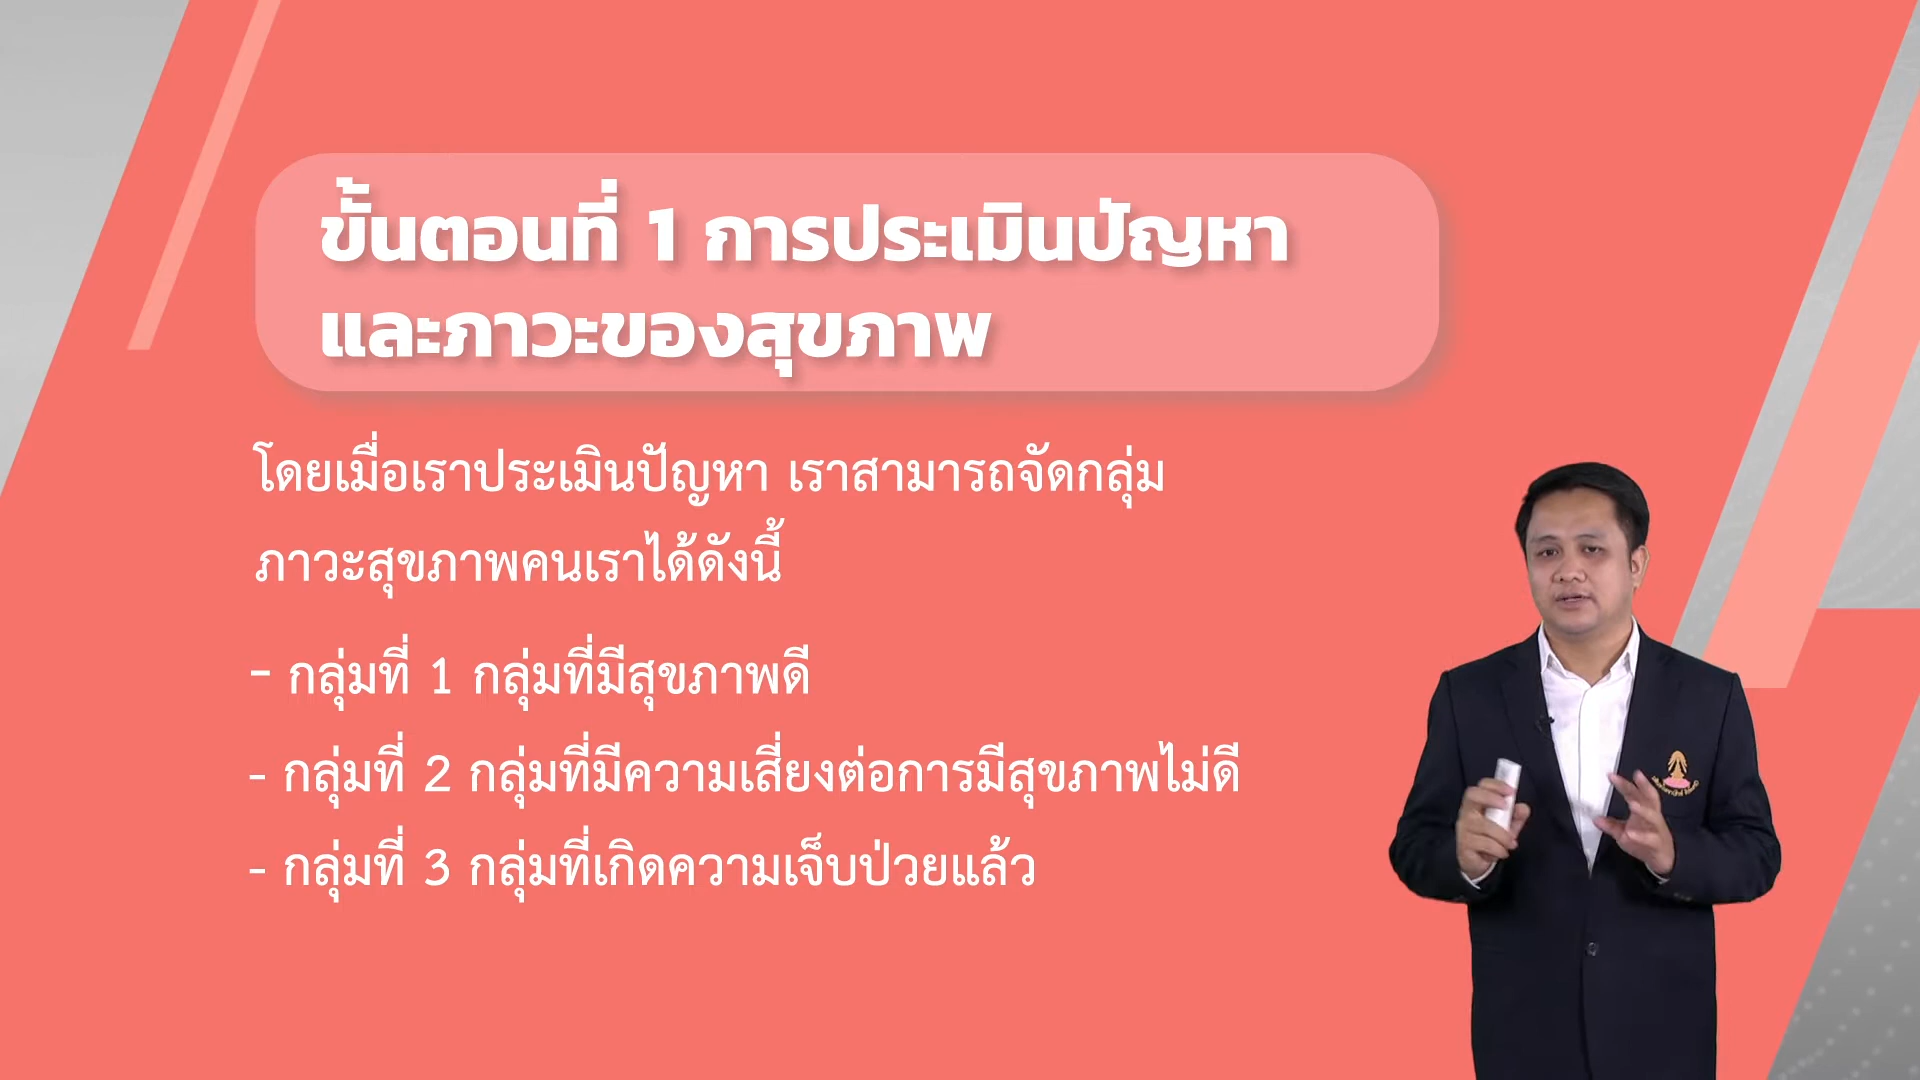 ขั้นตอนที่ 1 การประเมินปัญหา
และภาวะของสุขภาพ
โดยเมื่อเราประเมินปัญหา เราสามารถจัดกลุ่ม
ภาวะสุขภาพคนเราได้ดังนี้
- กลุ่มที่ 1 กลุ่มที่มีสุขภาพดี
- กลุ่มที่ 2 กลุ่มที่มีความเสี่ยงต่อการมีสุขภาพไม่ดี
- กลุ่มที่ 3 กลุ่มที่เกิดความเจ็บป่วยแล้ว